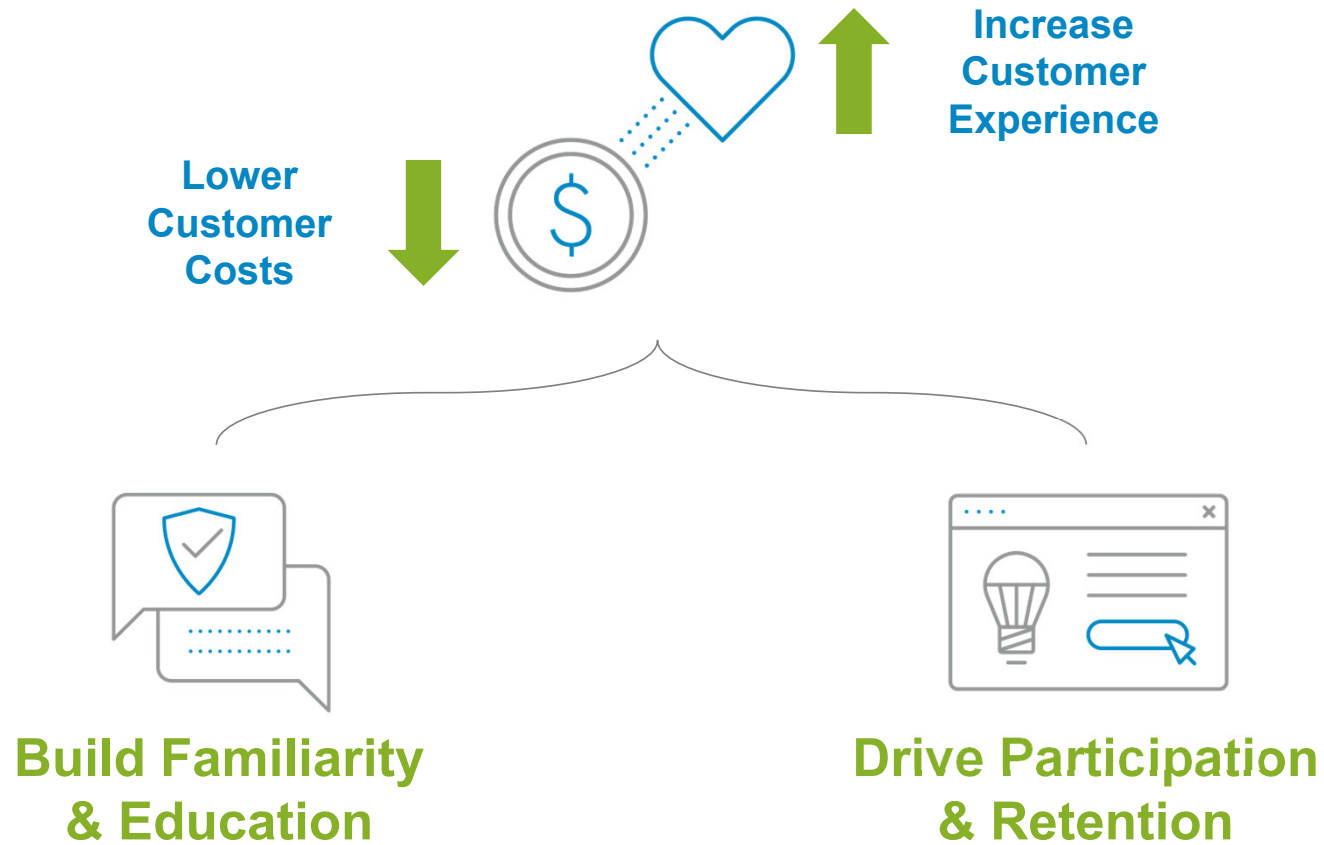 Increase
Customer
Experience
Lower
Customer
Costs
$
Build Familiarity
& Education
Drive Participation
& Retention